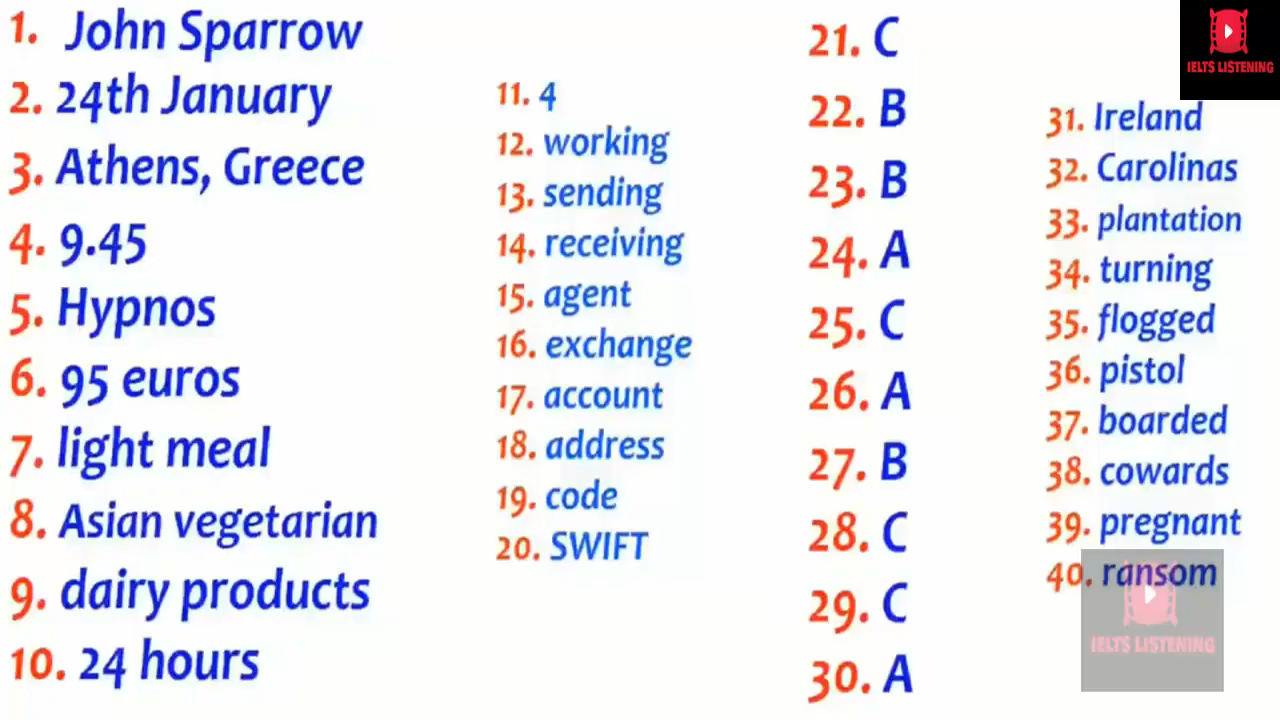 1. John Sparrow
2. 24th January
3. Athens, Greece
4. 9.45
5. Hypnos
6. 95 euros
7. light meal
8. Asian vegetarian
9. dairy products
10. 24 hours
11. 4
12. working
13. sending
14. receiving
15. agent
16. exchange
17. account
18. address
19. code
20. SWIFT
21. C
22. B
23. B
24. A
25. C
26. A
27. B
28. C
29. C
30. A
IELTS LISTENING
31. Ireland
32. Carolinas
33. plantation
34. turning
35. flogged
36. pistol
37. boarded
38. cowards
39. pregnant
40. ransom
IELTS LISTENING